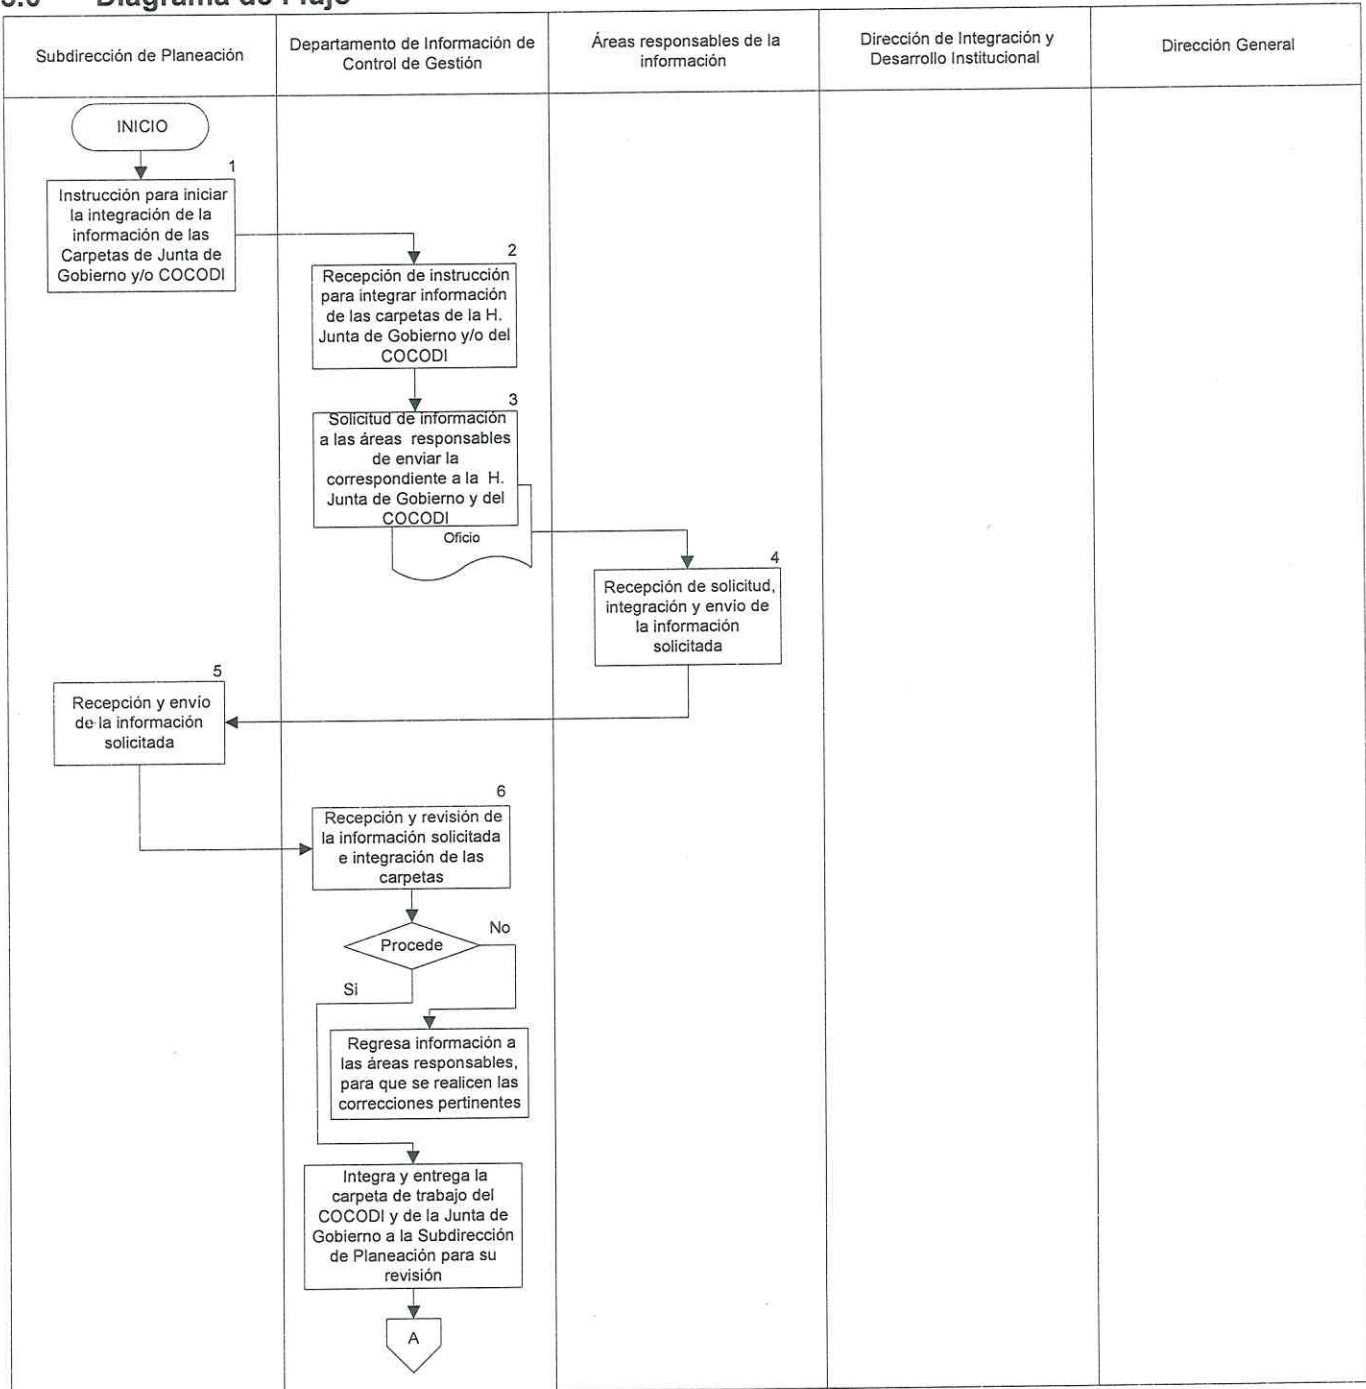 Diagrama de Flujo
Subdirección de Planeación
Departamento de Información de
Control de Gestión
Áreas responsables de la
información
Dirección de Integración y
Desarrollo Institucional
Dirección General
INICIO
1
Instrucción para iniciar
la integración de la
información de las
Carpetas de Junta de
Gobierno y/o COCODI
2
Recepción de instrucción
para integrar información
de las carpetas de la H.
Junta de Gobierno y/o del
COCODI
3
Solicitud de información
a las áreas responsables
de enviar la
correspondiente a la H.
Junta de Gobierno y del
COCODI
Oficio
4
Recepción de solicitud,
integración y envío de
la información
solicitada
5
Recepción y envío
de la información
solicitada
6
Recepción y revisión de
la información solicitada
e integración de las
carpetas
Procede
No
Si
Regresa información a
las áreas responsables,
para que se realicen las
correcciones pertinentes
Integra y entrega la
carpeta de trabajo del
COCODI y de la Junta de
Gobierno a la Subdirección
de Planeación para su
revisión
A